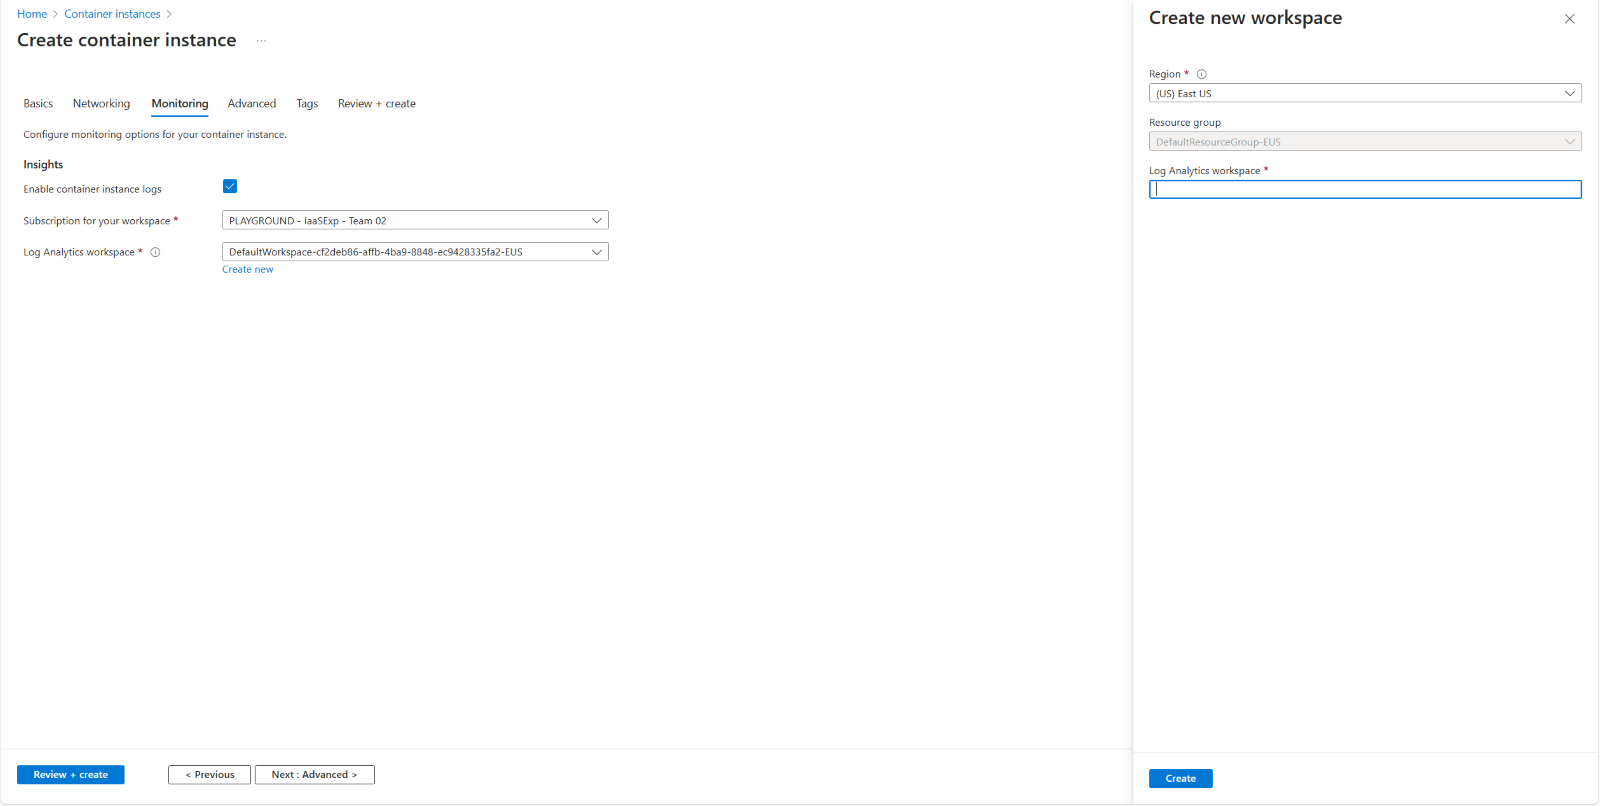 Home > Container instances >
Create container instance ...
Basics Networking Monitoring Advanced Tags Review + create
Configure monitoring options for your container instance.
Insights
Enable container instance logs
Subscription for your workspace * PLAYGROUND - IaaSExp - Team 02
Log Analytics workspace * DefaultWorkspace-cf2deb86-affb-4ba9-8848-ec9428335fa2-EUS
Create new
Review + create < Previous Next : Advanced >
Create new workspace
Region *
(US) East US
Resource group
DefaultResourceGroup-EUS
Log Analytics workspace *
Create